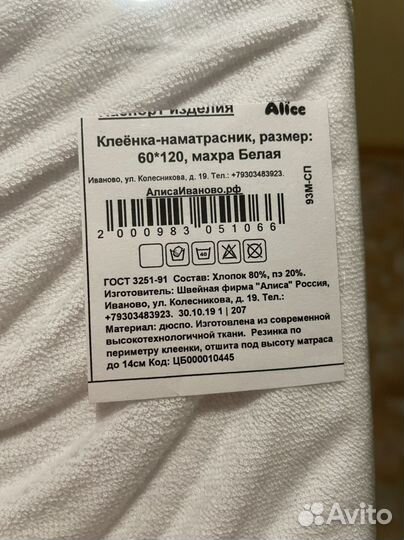 Паспорт изделия Alice
Клеёнка-наматрасник, размер:
60*120, махра Белая
Иваново, ул. Колесникова, д. 19. Тел.: +79303483923.
АлисаИваново.рф
93М-СП
2 000983 051066
40
ГОСТ 3251-91 Состав: Хлопок 80%, пэ 20%.
Изготовитель: Швейная фирма "Алиса" Россия,
Иваново, ул. Колесникова, д. 19. Тел.:
+79303483923. 30.10.19 1 | 207
Материал: дюспо. Изготовлена из современной
высокотехнологичной ткани. Резинка по
периметру клеенки, отшита под высоту матраса
до 14см Код: ЦБ000010445
Avito